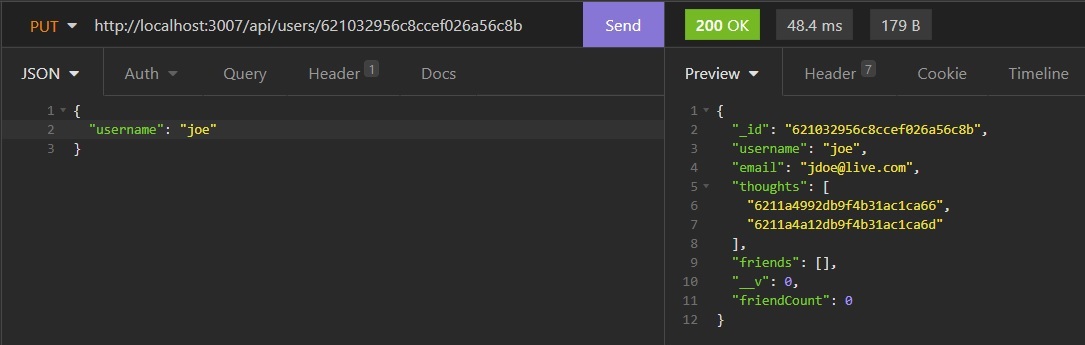 PUT http://localhost:3007/api/users/621032956c8ccef026a56c8b Send 200 OK 48.4 ms 179 B
JSON Auth Query Header 1 Docs
1 {
2 "username": "joe"
3 }
Preview Header 7 Cookie Timeline
1 {
2 "_id": "621032956c8ccef026a56c8b",
3 "username": "joe",
4 "email": "jdoe@live.com",
5 "thoughts": [
6 "6211a4992db9f4b31ac1ca66",
7 "6211a4a12db9f4b31ac1ca6d"
8 ],
9 "friends": [],
10 "__v": 0,
11 "friendCount": 0
12 }